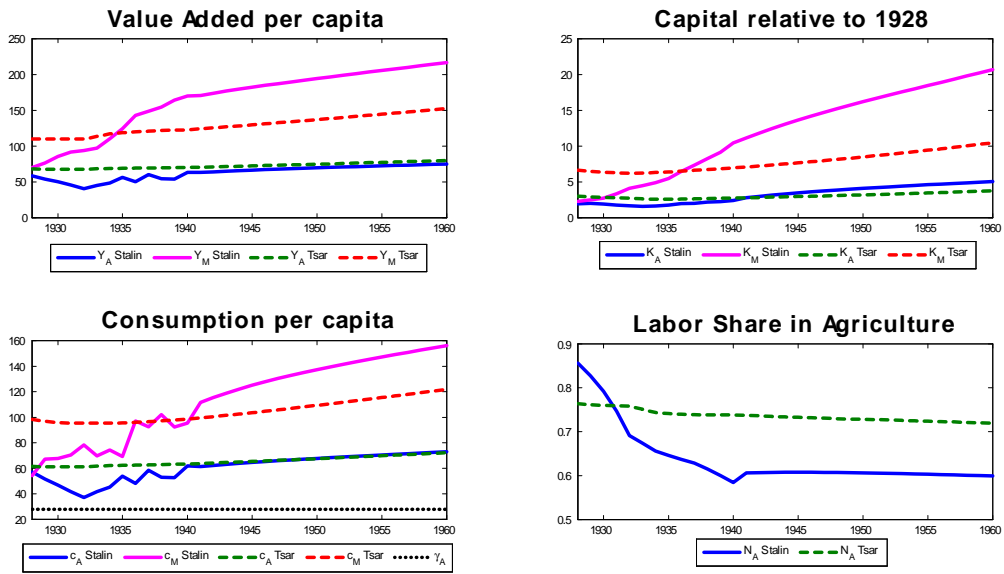 Value Added per capita
250
200
150
100
50
0
1930 1935 1940 1945 1950 1955 1960
Y_A Stalin Y_M Stalin Y_A Tsar Y_M Tsar
Capital relative to 1928
25
20
15
10
5
0
1930 1935 1940 1945 1950 1955 1960
K_A Stalin K_M Stalin K_A Tsar K_M Tsar
Consumption per capita
160
140
120
100
80
60
40
20
1930 1935 1940 1945 1950 1955 1960
c_A Stalin c_M Stalin c_A Tsar c_M Tsar γ_A
Labor Share in Agriculture
0.9
0.8
0.7
0.6
0.5
1930 1935 1940 1945 1950 1955 1960
N_A Stalin N_A Tsar